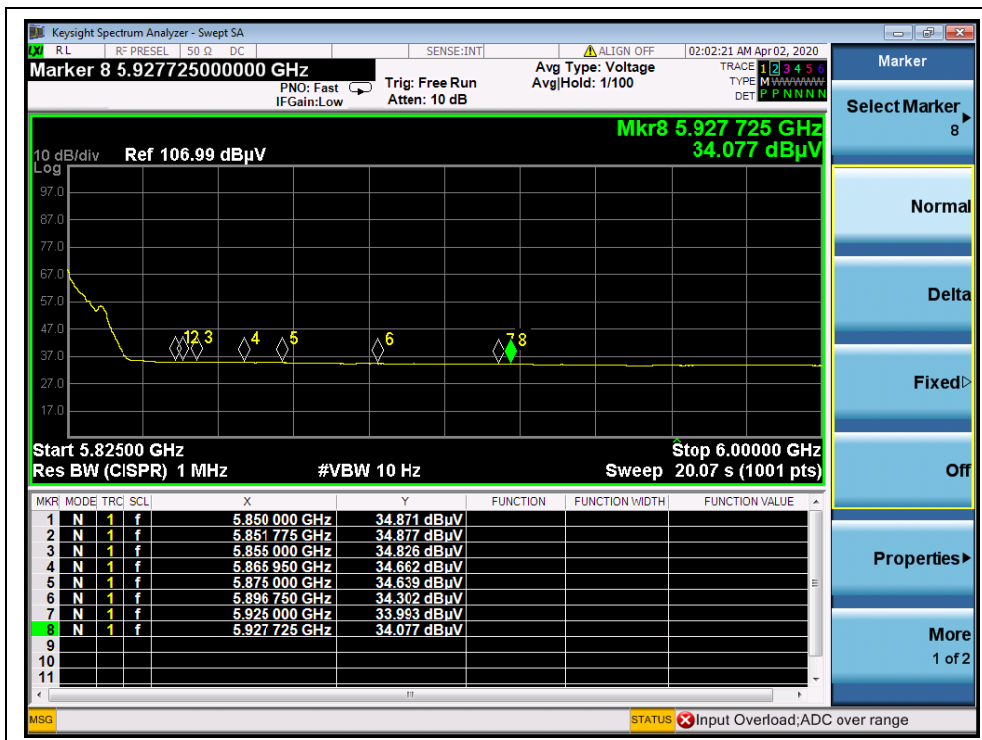 Keysight Spectrum Analyzer - Swept SA
LXI RL RF PRESEL 50 Ω DC SENSE:INT ALIGN OFF 02:02:21 AM Apr 02, 2020
Marker 8 5.927725000000 GHz
PNO: Fast
IFGain:Low
Trig: Free Run
Atten: 10 dB
Avg Type: Voltage
Avg|Hold: 1/100
TRACE 1 2 3 4 5 6
TYPE M WWWWW
DET P P N N N N
Mkr8 5.927 725 GHz
34.077 dBµV
10 dB/div Ref 106.99 dBµV
Log
97.0
87.0
77.0
67.0
57.0
47.0
37.0
27.0
17.0
1 2 3 4 5 6 7 8
Start 5.82500 GHz Stop 6.00000 GHz
Res BW (CISPR) 1 MHz #VBW 10 Hz Sweep 20.07 s (1001 pts)
MKR MODE TRC SCL X Y FUNCTION FUNCTION WIDTH FUNCTION VALUE
1 N 1 f 5.850 000 GHz 34.871 dBµV
2 N 1 f 5.851 775 GHz 34.877 dBµV
3 N 1 f 5.855 000 GHz 34.826 dBµV
4 N 1 f 5.865 950 GHz 34.662 dBµV
5 N 1 f 5.875 000 GHz 34.639 dBµV
6 N 1 f 5.896 750 GHz 34.302 dBµV
7 N 1 f 5.925 000 GHz 33.993 dBµV
8 N 1 f 5.927 725 GHz 34.077 dBµV
9
10
11
MSG STATUS Input Overload;ADC over range
Marker
Select Marker
8
Normal
Delta
Fixed
Off
Properties
More
1 of 2